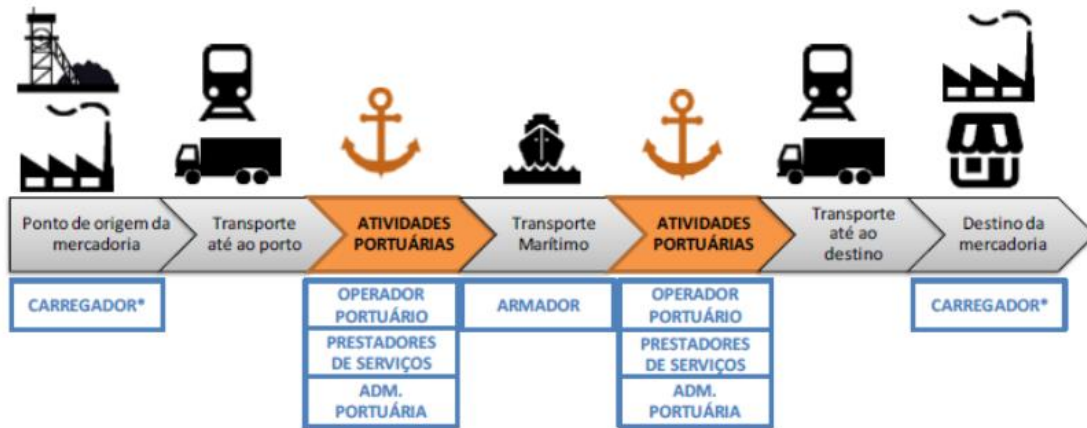 Ponto de origem da
mercadoria
Transporte
até ao porto
ATIVIDADES
PORTUÁRIAS
Transporte
Marítimo
ATIVIDADES
PORTUÁRIAS
Transporte
até ao
destino
Destino da
mercadoria
CARREGADOR*
OPERADOR
PORTUÁRIO
PRESTADORES
DE SERVIÇOS
ADM.
PORTUÁRIA
ARMADOR
OPERADOR
PORTUÁRIO
PRESTADORES
DE SERVIÇOS
ADM.
PORTUÁRIA
CARREGADOR*